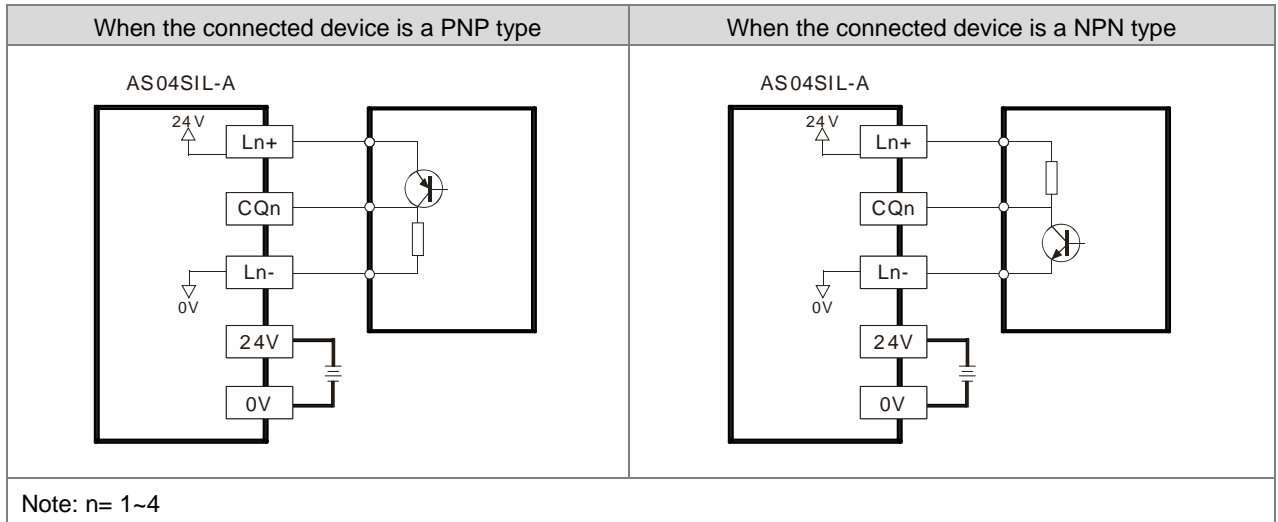 When the connected device is a PNP type
When the connected device is a NPN type
AS04SIL-A
24V
Ln+
CQn
Ln-
0V
24V
0V
AS04SIL-A
24V
Ln+
CQn
Ln-
0V
24V
0V
Note: n= 1~4